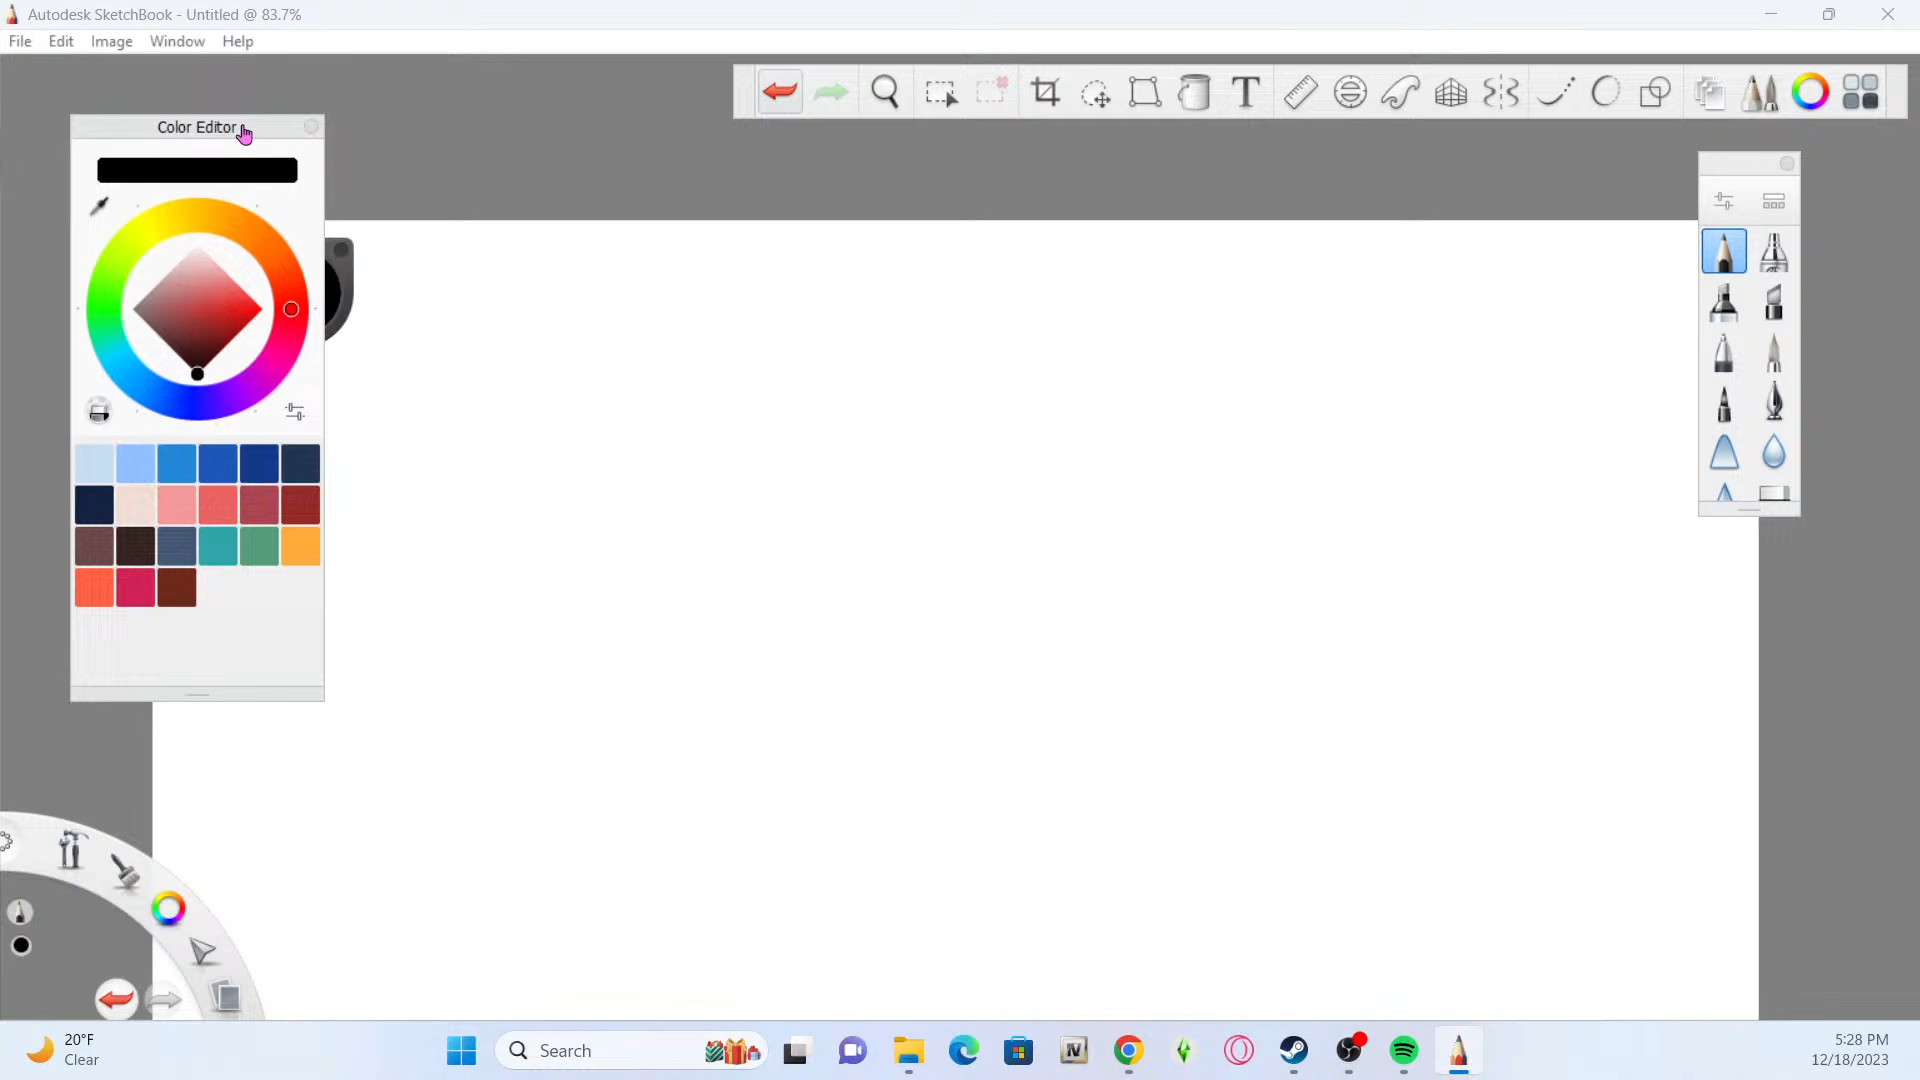 Autodesk SketchBook - Untitled @ 83.7%
File Edit Image Window Help
T
Color Editor
20°F
Clear
Search
5:28 PM
12/18/2023